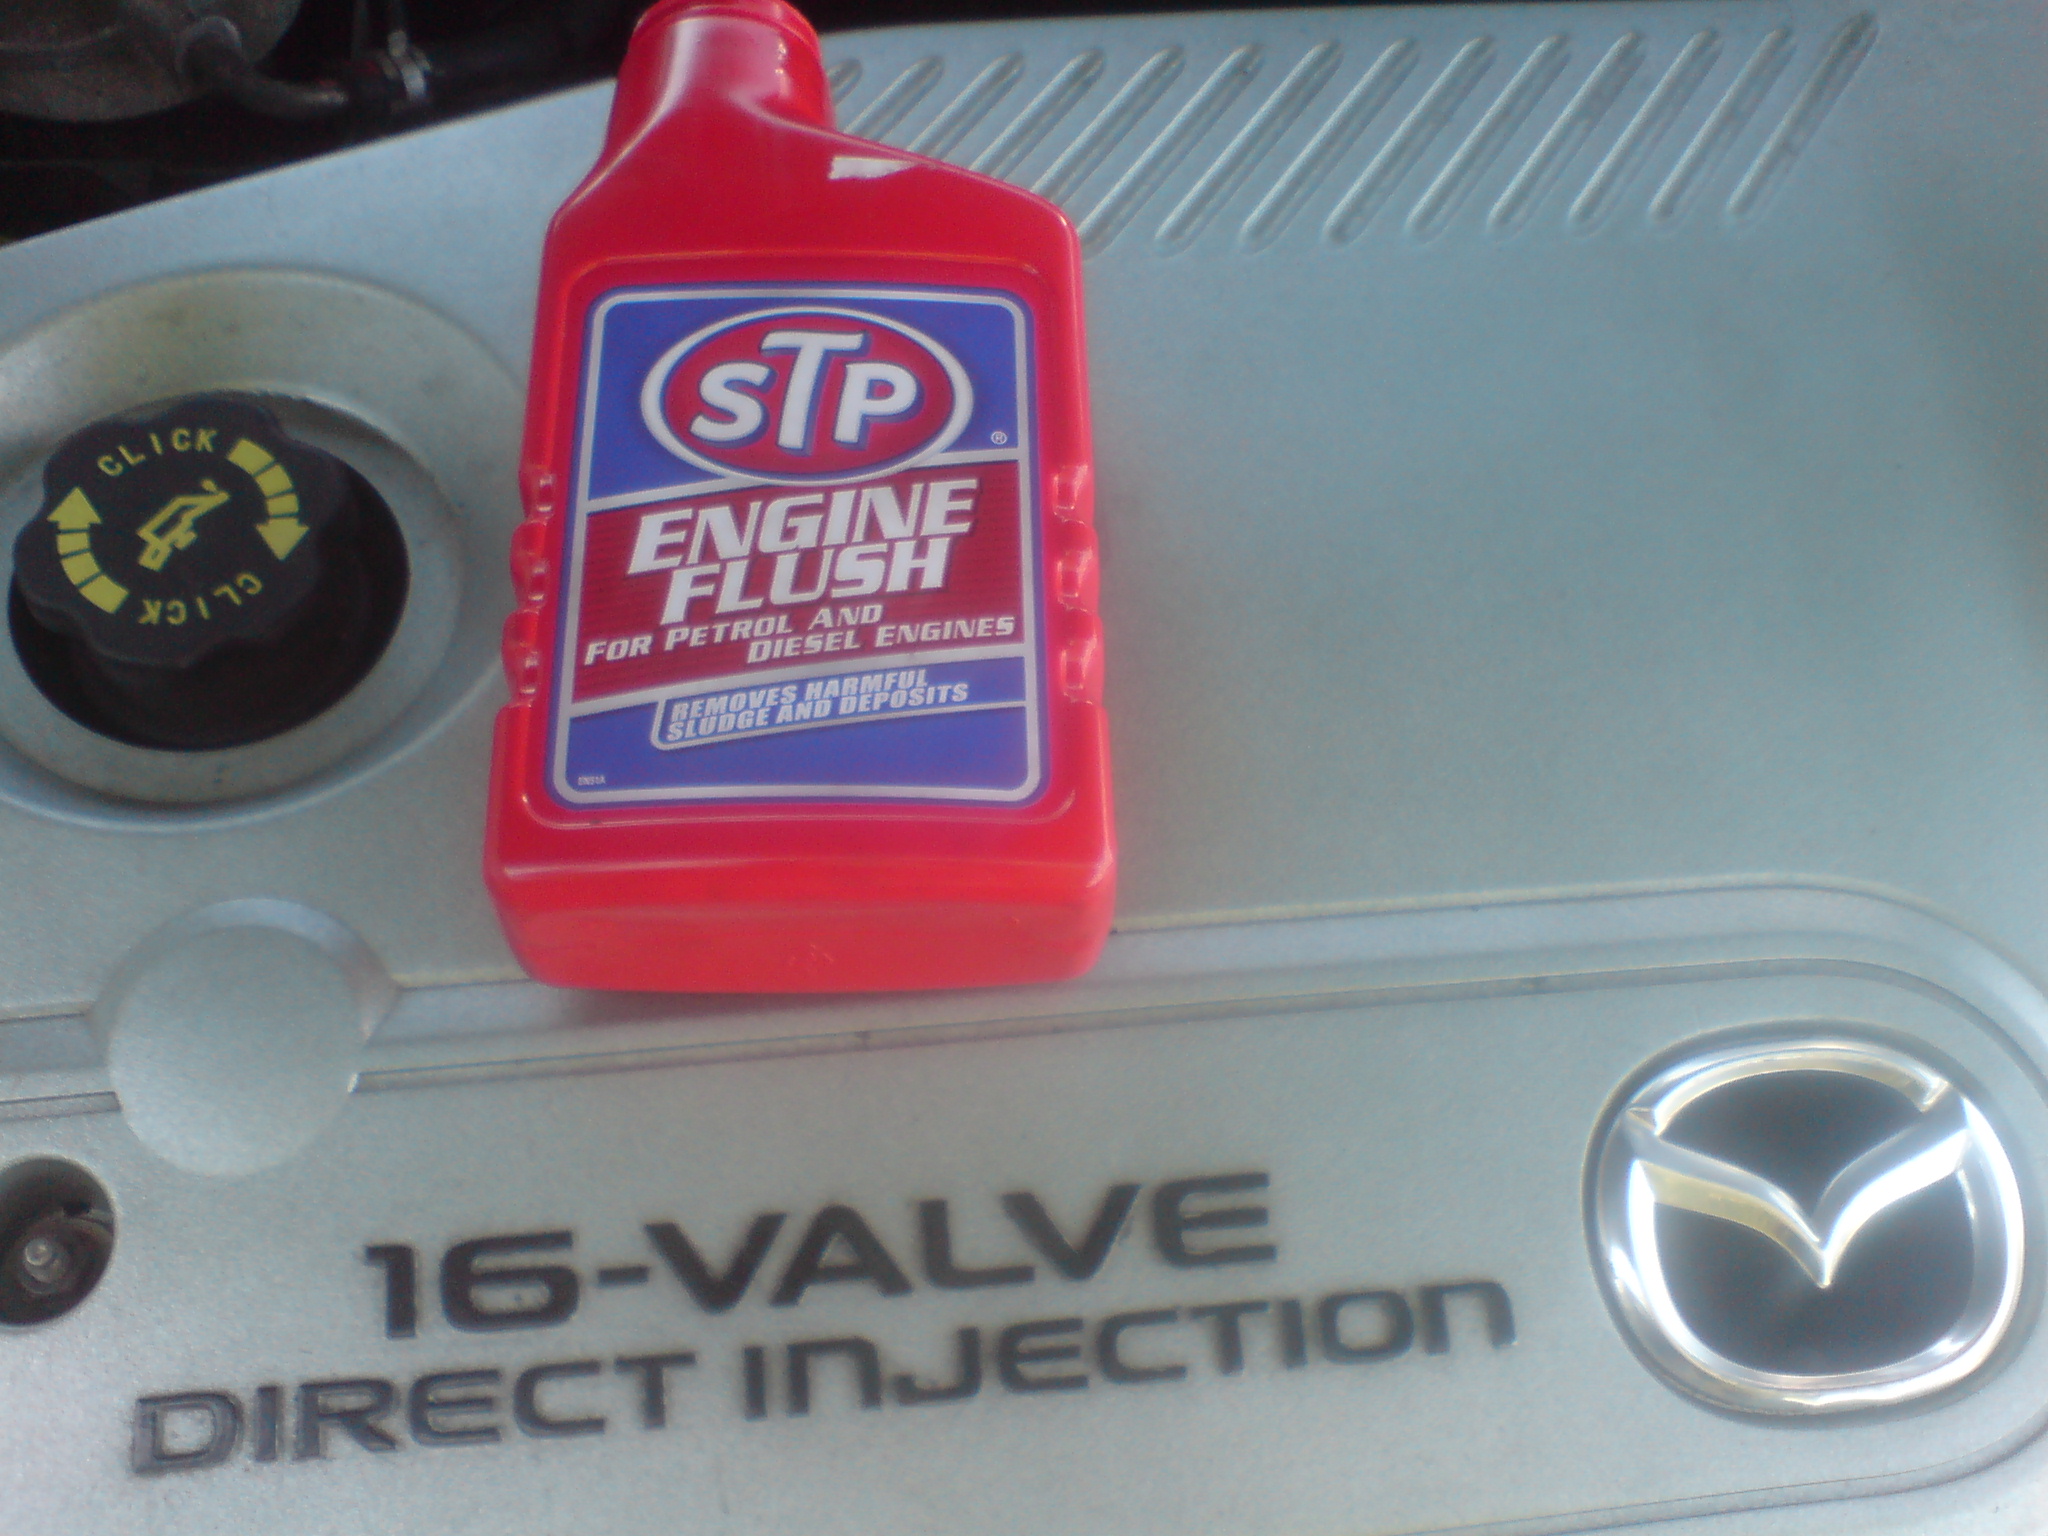 CLICK
CLICK
STP
®
ENGINE
FLUSH
FOR PETROL AND
DIESEL ENGINES
REMOVES HARMFUL
SLUDGE AND DEPOSITS
16-VALVE
DIRECT INJECTION